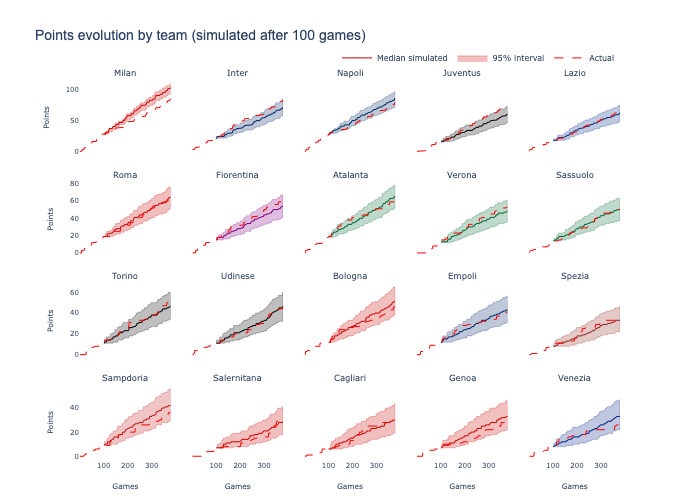 Points evolution by team (simulated after 100 games)
Median simulated 95% interval Actual
Milan Inter Napoli Juventus Lazio
100
50
0
Points
Roma Fiorentina Atalanta Verona Sassuolo
80
60
40
20
0
Points
Torino Udinese Bologna Empoli Spezia
60
40
20
0
Points
Sampdoria Salernitana Cagliari Genoa Venezia
40
20
0
Points
100 200 300 100 200 300 100 200 300 100 200 300 100 200 300
Games Games Games Games Games